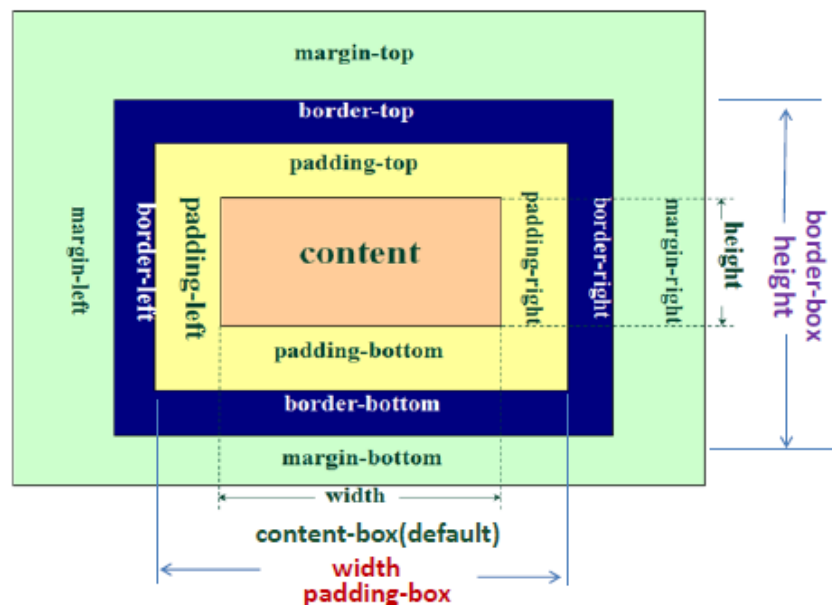 margin-top
border-top
padding-top
margin-left
border-left
padding-left
content
padding-right
border-right
margin-right
height
border-box
height
padding-bottom
border-bottom
margin-bottom
width
content-box(default)
width
padding-box